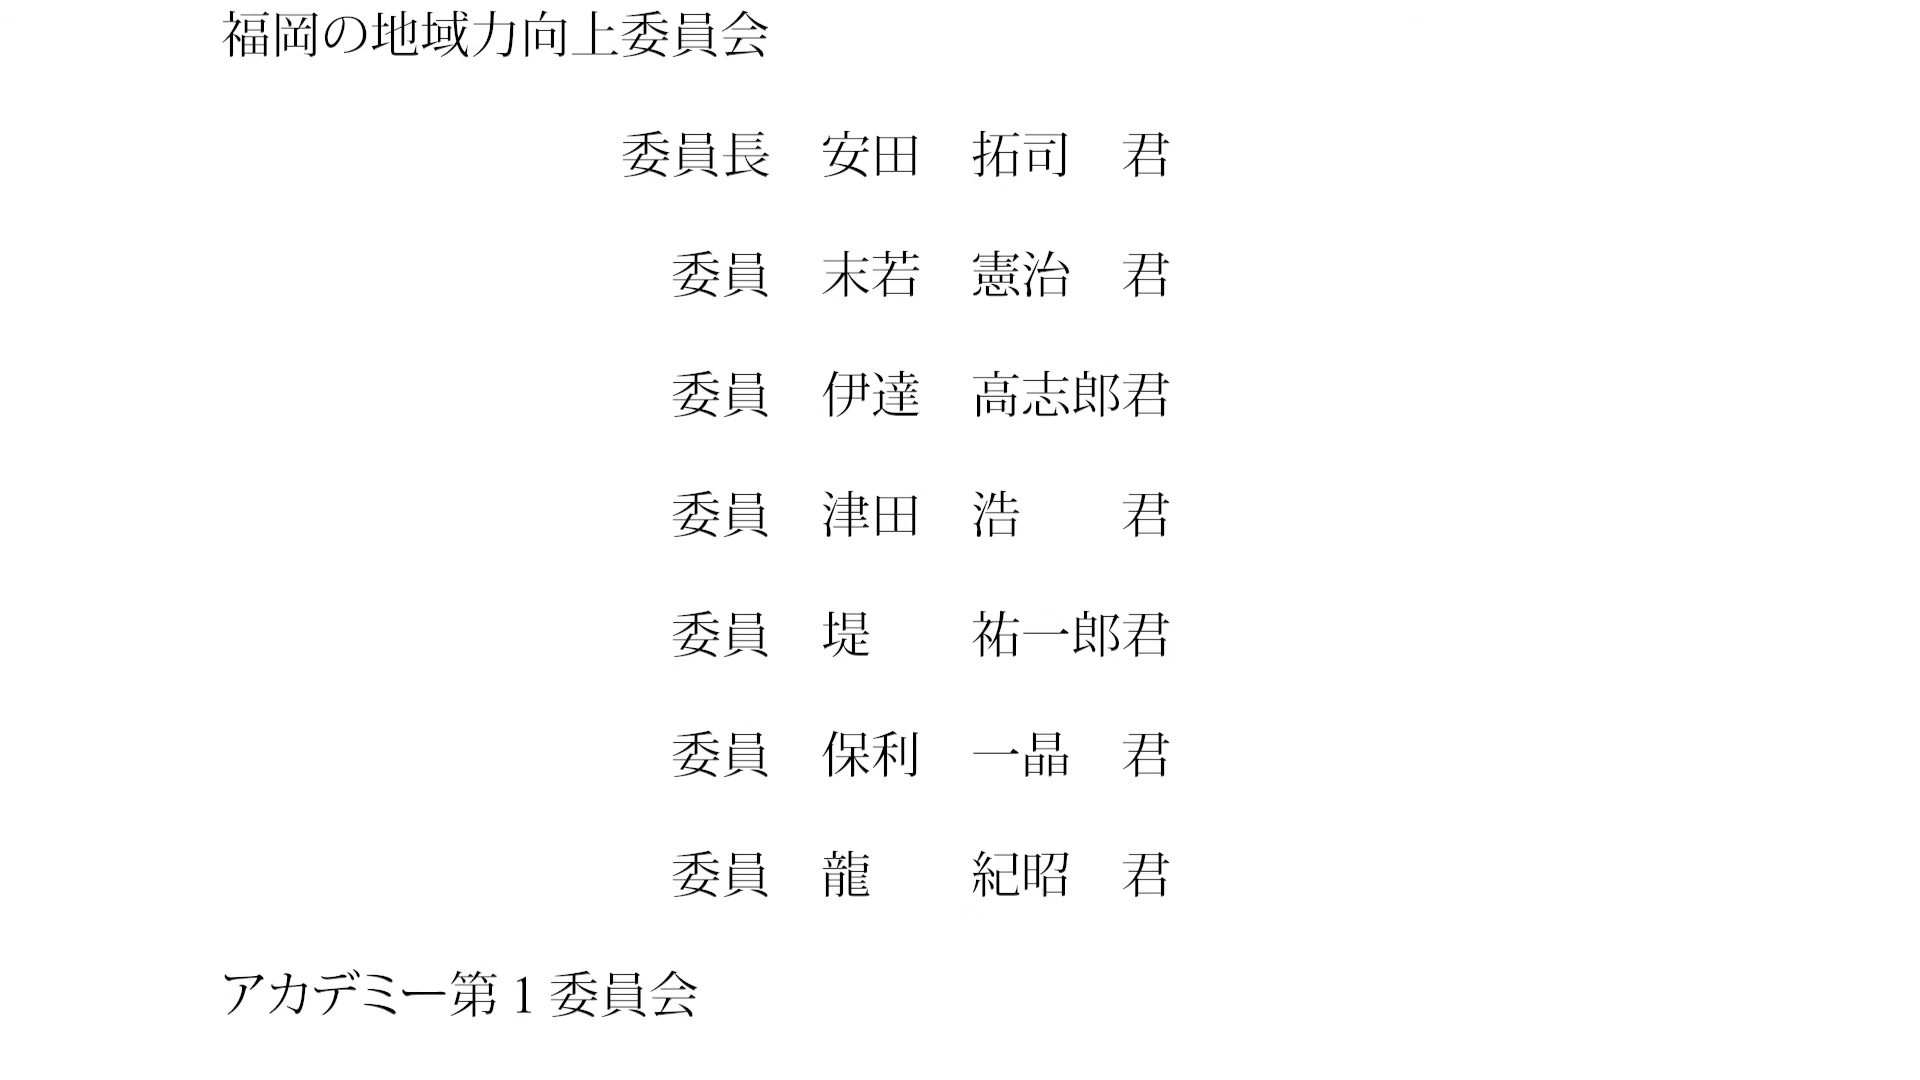 福岡の地域力向上委員会
委員長　安田　拓司　君
委員　末若　憲治　君
委員　伊達　高志郎君
委員　津田　浩　　君
委員　堤　　祐一郎君
委員　保利　一晶　君
委員　龍　　紀昭　君
アカデミー第1委員会